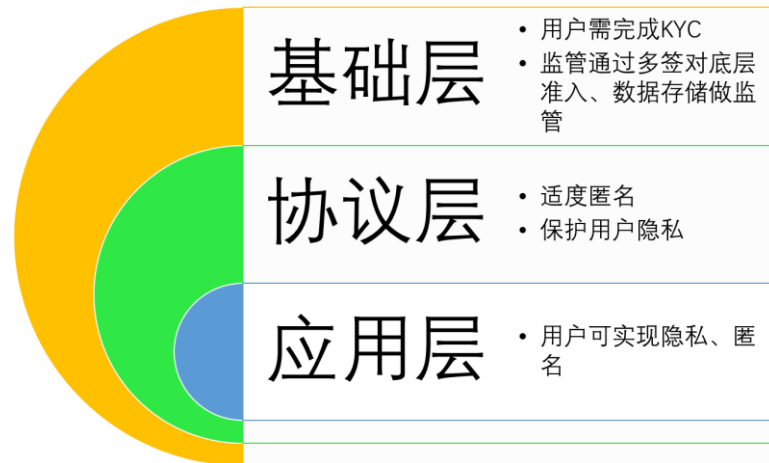 基础层
• 用户需完成KYC
• 监管通过多签对底层
准入、数据存储做监
管
协议层
• 适度匿名
• 保护用户隐私
应用层
• 用户可实现隐私、匿
名